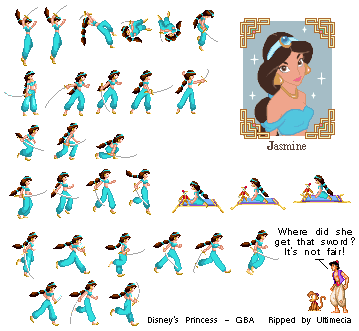 Jasmine
Where did she
get that sword?
It's not fair!
Disney's Princess - GBA Ripped by Ultimecia